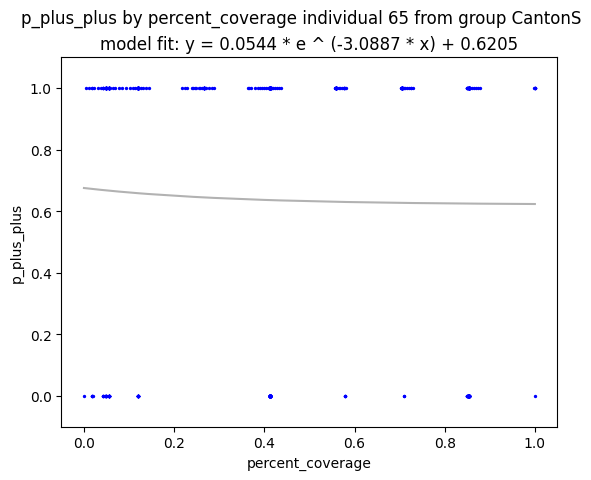 p_plus_plus by percent_coverage individual 65 from group CantonS
model fit: y = 0.0544 * e ^ (-3.0887 * x) + 0.6205
1.0
0.8
0.6
0.4
0.2
0.0
p_plus_plus
0.0 0.2 0.4 0.6 0.8 1.0
percent_coverage